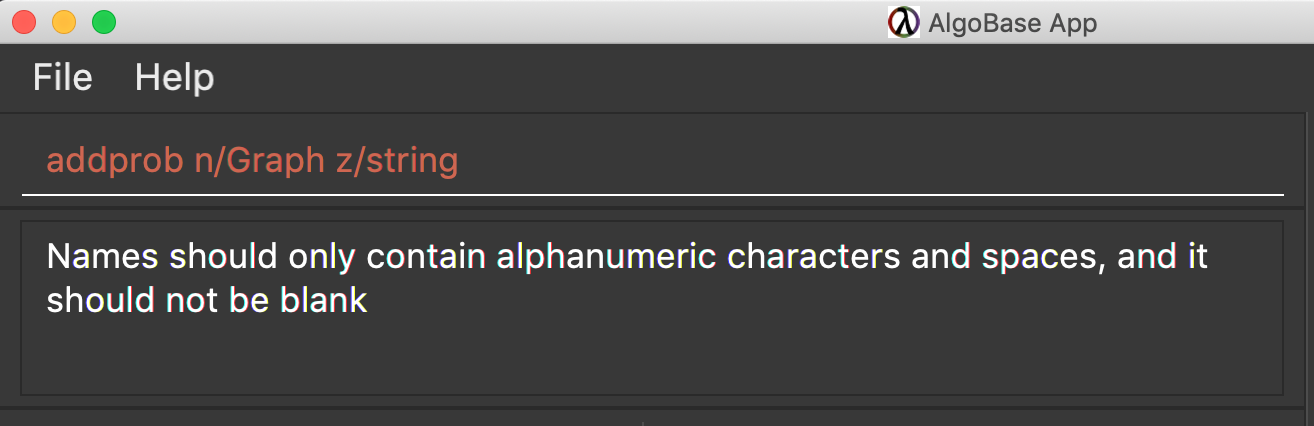 AlgoBase App
File Help
addprob n/Graph z/string
Names should only contain alphanumeric characters and spaces, and it
should not be blank